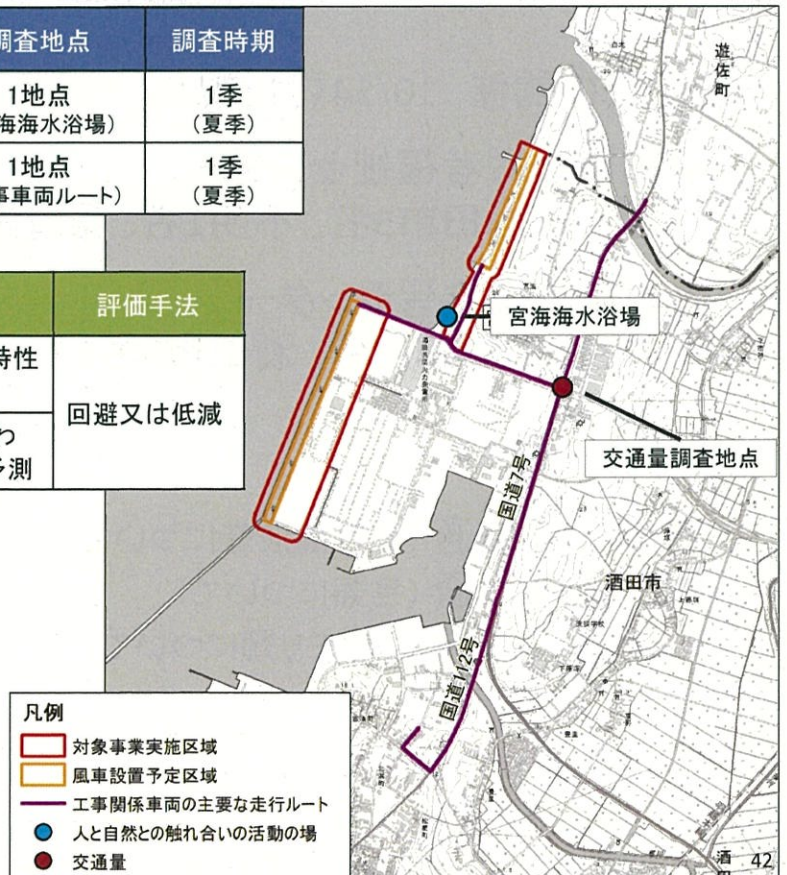 調査地点 調査時期
1地点 1季
海海水浴場) (夏季)
1地点 1季
事車両ルート) (夏季)
評価手法
特性
回避又は低減
わ
予測
遊佐町
宮海海水浴場
交通量調査地点
国道7号
酒田市
国道112号
凡例
対象事業実施区域
風車設置予定区域
工事関係車両の主要な走行ルート
人と自然との触れ合いの活動の場
交通量
酒
42